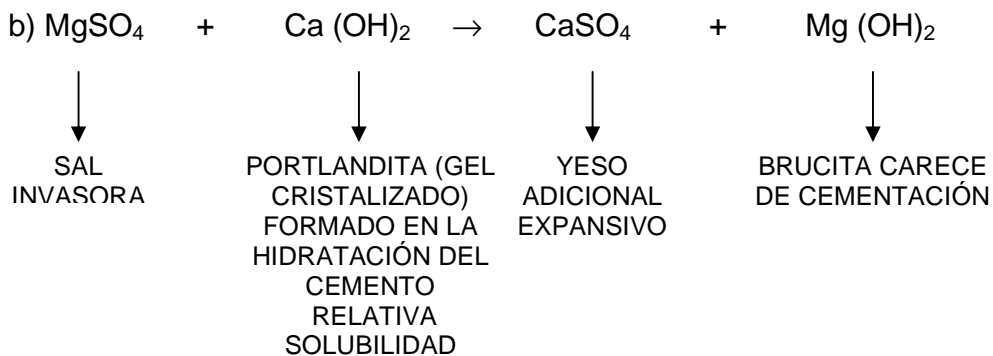 b) MgSO₄ + Ca (OH)₂ → CaSO₄ + Mg (OH)₂
SAL
INVASORA
PORTLANDITA (GEL
CRISTALIZADO)
FORMADO EN LA
HIDRATACIÓN DEL
CEMENTO
RELATIVA
SOLUBILIDAD
YESO
ADICIONAL
EXPANSIVO
BRUCITA CARECE
DE CEMENTACIÓN